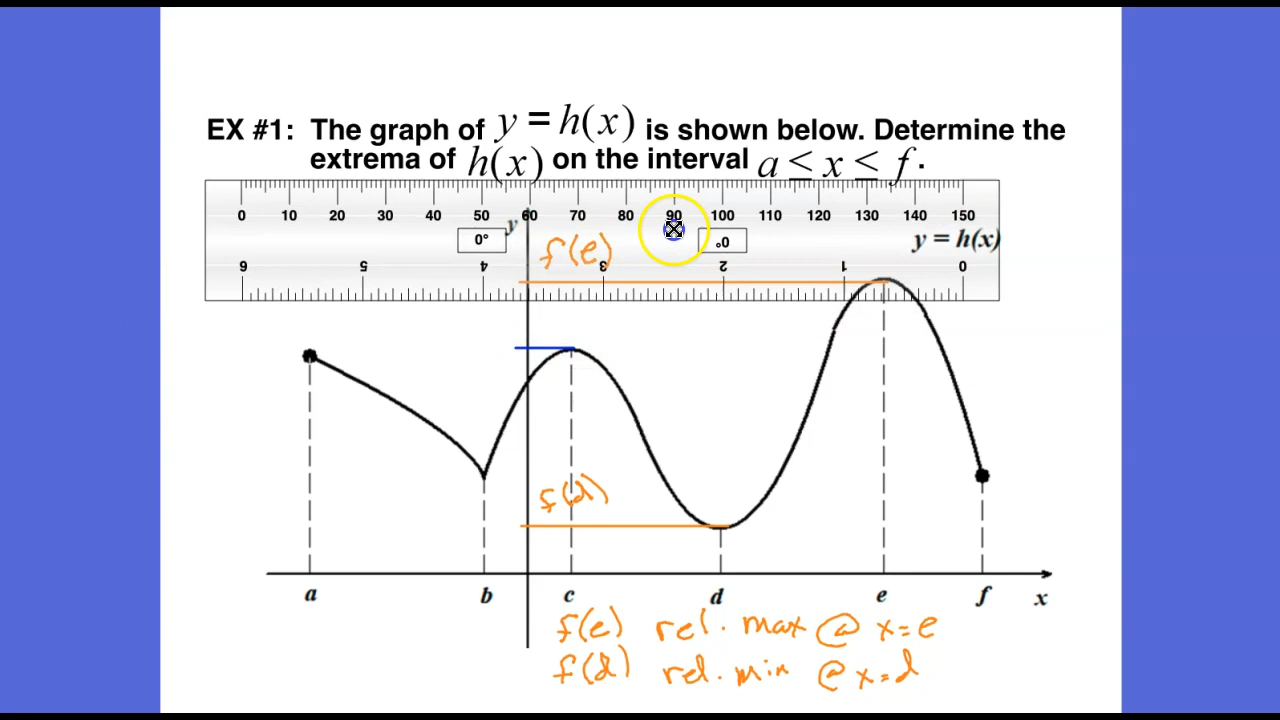 EX #1: The graph of y = h(x) is shown below. Determine the
extrema of h(x) on the interval a ≤ x ≤ f.
0 10 20 30 40 50 60 70 80 90 100 110 120 130 140 150
y
0° 0°
y = h(x)
f(e)
6 5 4 3 2 1 0
f(d)
a b c d e f x
f(e) rel. max @ x=e
f(d) rel. min @ x=d